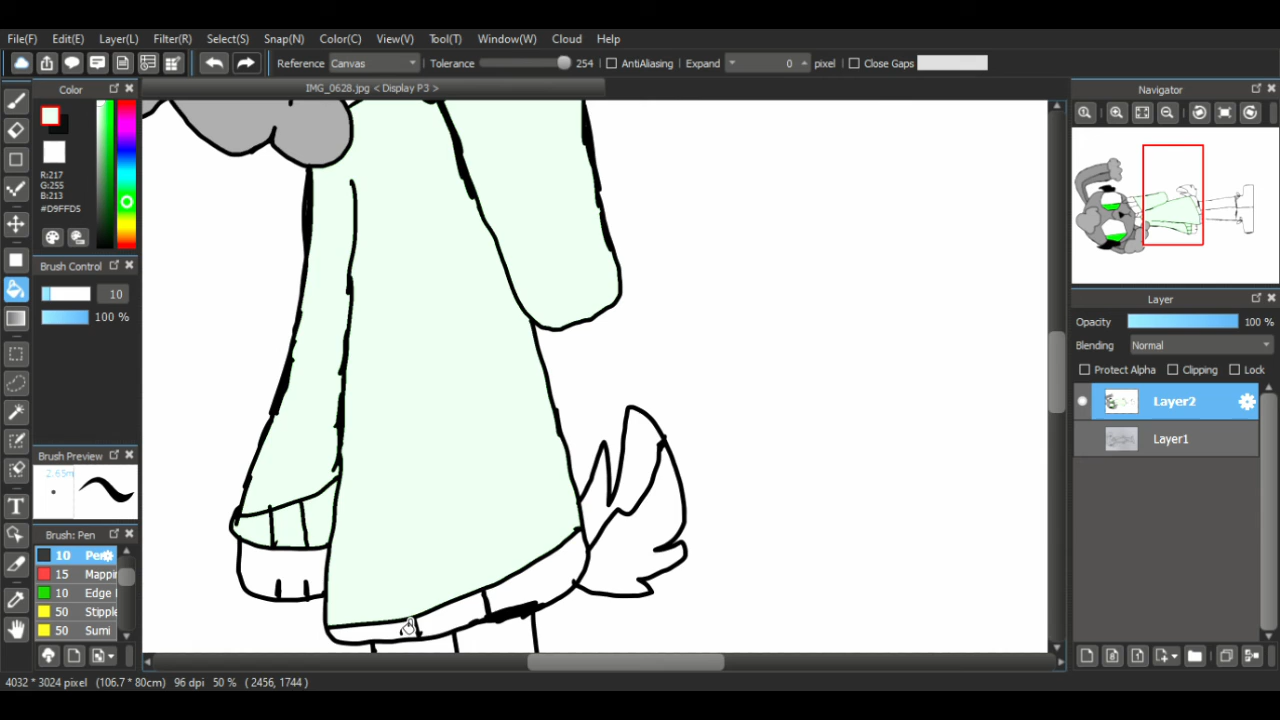 File(F) Edit(E) Layer(L) Filter(R) Select(S) Snap(N) Color(C) View(V) Tool(T) Window(W) Cloud Help
Reference Canvas Tolerance 254 AntiAliasing Expand 0 pixel Close Gaps
Color
IMG_0628.jpg < Display P3 >
Navigator
R:217
G:255
B:213
#D9FFD5
Brush Control
10
100 %
Layer
Opacity 100 %
Blending Normal
Protect Alpha Clipping Lock
Layer2
Layer1
Brush Preview
Brush: Pen
10 Pen
15 Mappin
10 Edge
50 Stipple
50 Sumi
4032 * 3024 pixel (106.7 * 80cm) 96 dpi 50 % ( 2456, 1744 )